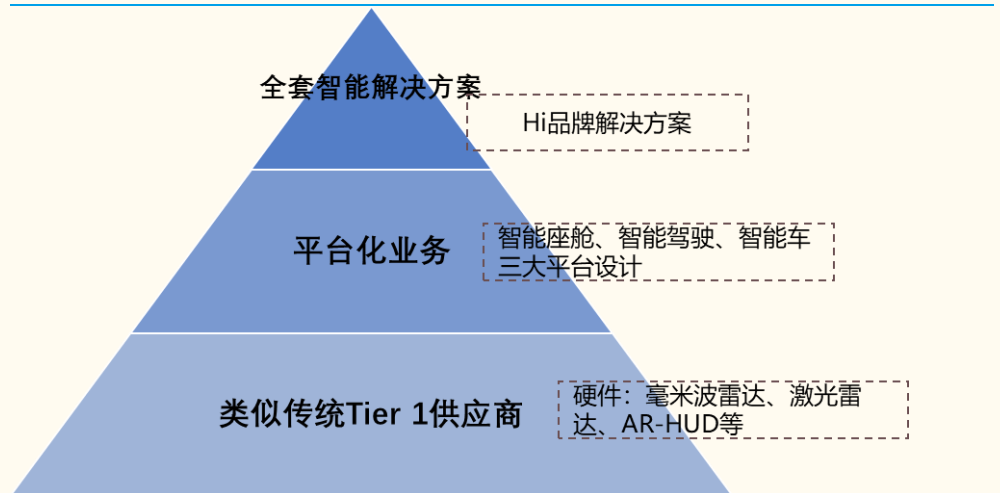 全套智能解决方案
Hi品牌解决方案
平台化业务
智能座舱、智能驾驶、智能车
三大平台设计
类似传统Tier 1供应商
硬件：毫米波雷达、激光雷
达、AR-HUD等